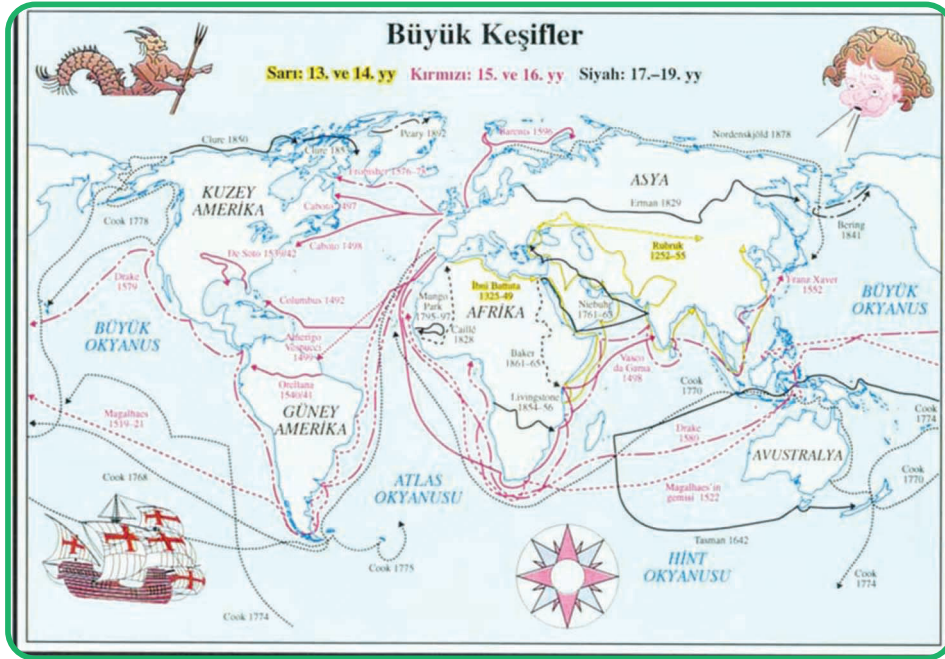 Büyük Keşifler
Sarı: 13. ve 14. yy Kırmızı: 15. ve 16. yy Siyah: 17.–19. yy
Clure 1850
Clure 185
Peary 1892
Barents 1596
Nordenskjöld 1878
Frobisher 1576–78
KUZEY
AMERİKA
Caboto 1497
Caboto 1498
Cook 1778
De Soto 1539/42
Drake
1579
Columbus 1492
BÜYÜK
OKYANUS
Amerigo
Vespucci
1499
Orellana
1540/41
GÜNEY
AMERİKA
Magalhaes
1519–21
Cook 1768
Cook 1774
ATLAS
OKYANUSU
Cook 1775
ASYA
Erman 1829
Bering
1841
Rubruk
1252–55
İbni Battuta
1325-49
AFRİKA
Mungo
Park
1795–97
Caillé
1828
Niebuhr
1761–65
Baker
1861–65
Livingstone
1854–56
Vasco
da Gama
1498
Franz Xaver
1552
BÜYÜK
OKYANUS
Cook
1770
Drake
1580
Magalhaes'in
gemisi 1522
AVUSTRALYA
Cook
1774
Cook
1770
Tasman 1642
HİNT
OKYANUSU
Cook
1774